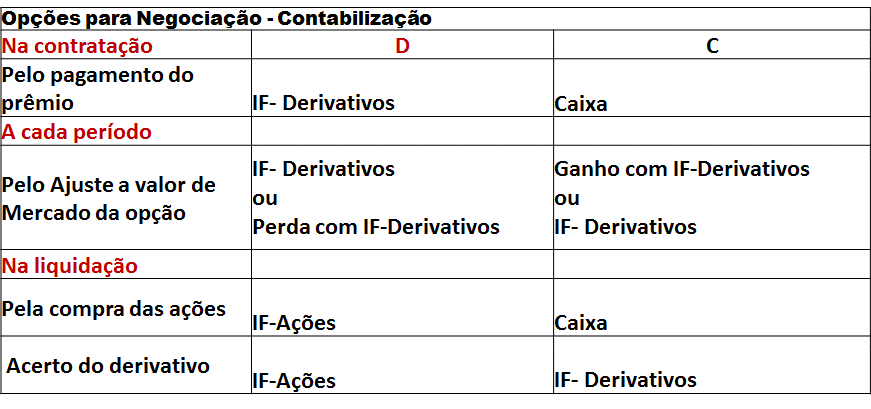 Opções para Negociação - Contabilização
Na contratação D C
Pelo pagamento do
prêmio IF- Derivativos Caixa
A cada período
Pelo Ajuste a valor de
Mercado da opção
IF- Derivativos
ou
Perda com IF-Derivativos
Ganho com IF-Derivativos
ou
IF- Derivativos
Na liquidação
Pela compra das ações IF-Ações Caixa
Acerto do derivativo IF-Ações IF- Derivativos